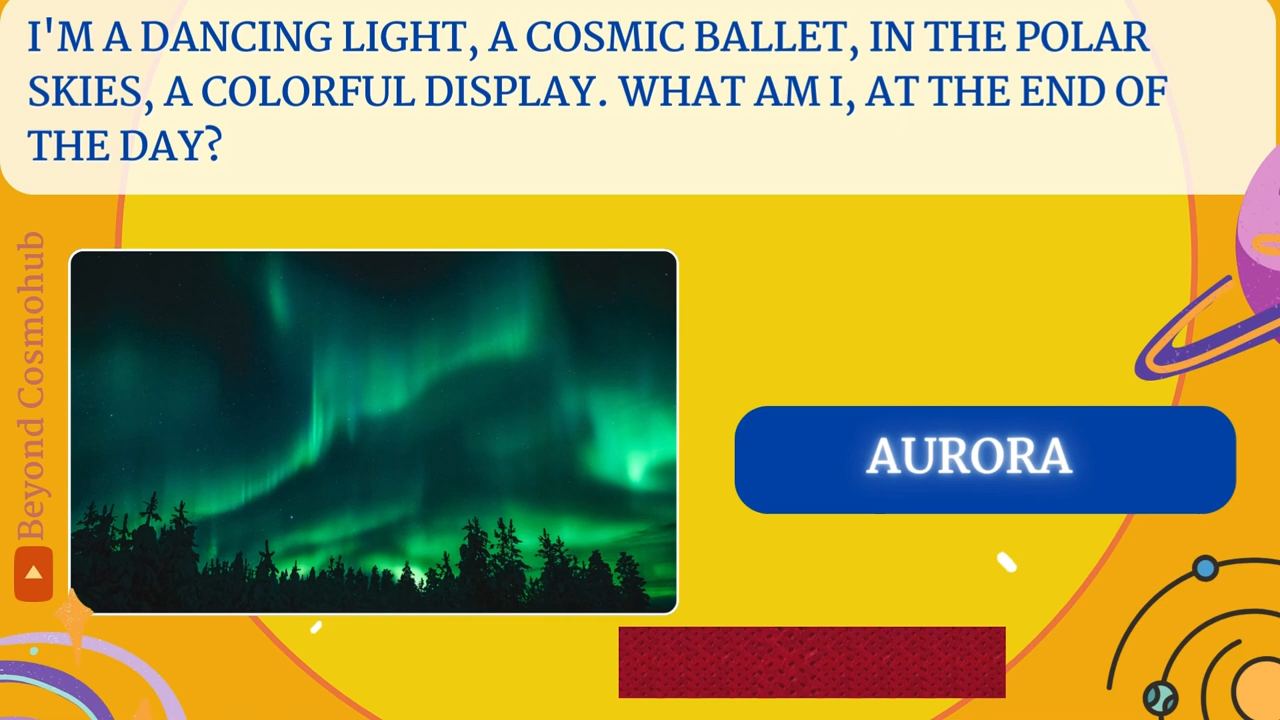 I'M A DANCING LIGHT, A COSMIC BALLET, IN THE POLAR
SKIES, A COLORFUL DISPLAY. WHAT AM I, AT THE END OF
THE DAY?
Beyond Cosmohub
AURORA